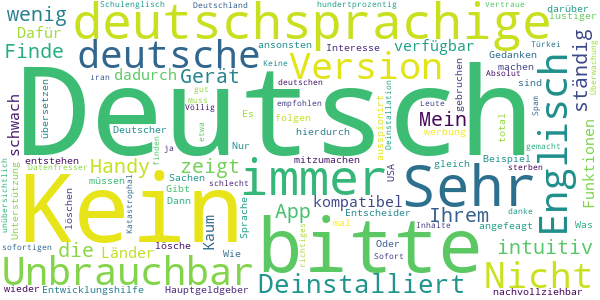 Schulenglisch Deutschland hundertprozentig Vertraue
wenig deutschsprachige darüber
lustiger
Dafür ansonsten Interesse Türkei
Finde deutsche Version verfügbar Gedanken
Keine machen Absolut Überwachung
dadurch Gerät iran deutschen sind
übersetzen gut Muss empfohlen Leute gebruchen
schwach Völlig Mein Englisch ständig
Deutsch
Deutscher etwa Es folgen ausspioniert Deinstallation werbung Span total
entstehen ja finden Nur hierdurch gemacht
unübersichtlich Unterstützung Datenfresser Handy zeigt mitzumachen USA gleich Beispiel sterben
Kein Sachen schlecht immer Sehr Funktionen
müssen Gibt Sprache kompatibel Entscheider danke
löschen Katastrophal Dann App Ihrem angefeagt Was
die Kaum Wie bitte intuitiv
sofortigen Länder lösche richtiges mal Oder Inhalte
Unbrauchbar Deinstalliert Sofort Nicht
wieder Entwicklungshilfe Hauptgeldgeber nachvollziehbar